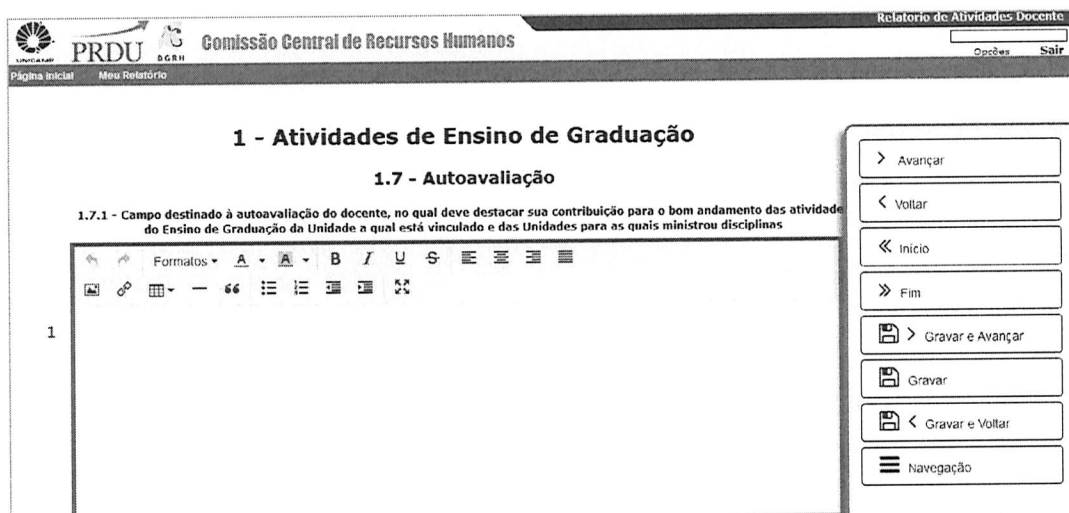 Relatorio de Atividades Docente
UNICAMP
PRDU
DGRH
Comissão Central de Recursos Humanos
Opções Sair
Página Inicial Meu Relatório
1 - Atividades de Ensino de Graduação
1.7 - Autoavaliação
1.7.1 - Campo destinado à autoavaliação do docente, no qual deve destacar sua contribuição para o bom andamento das atividade
do Ensino de Graduação da Unidade a qual está vinculado e das Unidades para as quais ministrou disciplinas
Formatos A A B I U S
1
> Avançar
< Voltar
« Início
» Fim
> Gravar e Avançar
Gravar
< Gravar e Voltar
Navegação